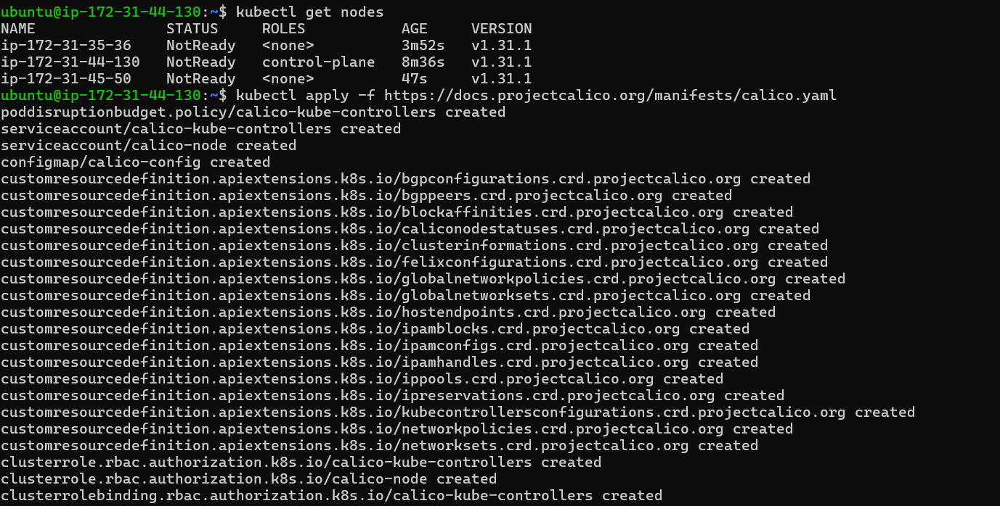 ubuntu@ip-172-31-44-130:~$ kubectl get nodes
NAME               STATUS     ROLES           AGE     VERSION
ip-172-31-35-36    NotReady   <none>          3m52s   v1.31.1
ip-172-31-44-130   NotReady   control-plane   8m36s   v1.31.1
ip-172-31-45-50    NotReady   <none>          47s     v1.31.1
ubuntu@ip-172-31-44-130:~$ kubectl apply -f https://docs.projectcalico.org/manifests/calico.yaml
poddisruptionbudget.policy/calico-kube-controllers created
serviceaccount/calico-kube-controllers created
serviceaccount/calico-node created
configmap/calico-config created
customresourcedefinition.apiextensions.k8s.io/bgpconfigurations.crd.projectcalico.org created
customresourcedefinition.apiextensions.k8s.io/bgppeers.crd.projectcalico.org created
customresourcedefinition.apiextensions.k8s.io/blockaffinities.crd.projectcalico.org created
customresourcedefinition.apiextensions.k8s.io/caliconodestatuses.crd.projectcalico.org created
customresourcedefinition.apiextensions.k8s.io/clusterinformations.crd.projectcalico.org created
customresourcedefinition.apiextensions.k8s.io/felixconfigurations.crd.projectcalico.org created
customresourcedefinition.apiextensions.k8s.io/globalnetworkpolicies.crd.projectcalico.org created
customresourcedefinition.apiextensions.k8s.io/globalnetworksets.crd.projectcalico.org created
customresourcedefinition.apiextensions.k8s.io/hostendpoints.crd.projectcalico.org created
customresourcedefinition.apiextensions.k8s.io/ipamblocks.crd.projectcalico.org created
customresourcedefinition.apiextensions.k8s.io/ipamconfigs.crd.projectcalico.org created
customresourcedefinition.apiextensions.k8s.io/ipamhandles.crd.projectcalico.org created
customresourcedefinition.apiextensions.k8s.io/ippools.crd.projectcalico.org created
customresourcedefinition.apiextensions.k8s.io/ipreservations.crd.projectcalico.org created
customresourcedefinition.apiextensions.k8s.io/kubecontrollersconfigurations.crd.projectcalico.org created
customresourcedefinition.apiextensions.k8s.io/networkpolicies.crd.projectcalico.org created
customresourcedefinition.apiextensions.k8s.io/networksets.crd.projectcalico.org created
clusterrole.rbac.authorization.k8s.io/calico-kube-controllers created
clusterrole.rbac.authorization.k8s.io/calico-node created
clusterrolebinding.rbac.authorization.k8s.io/calico-kube-controllers created